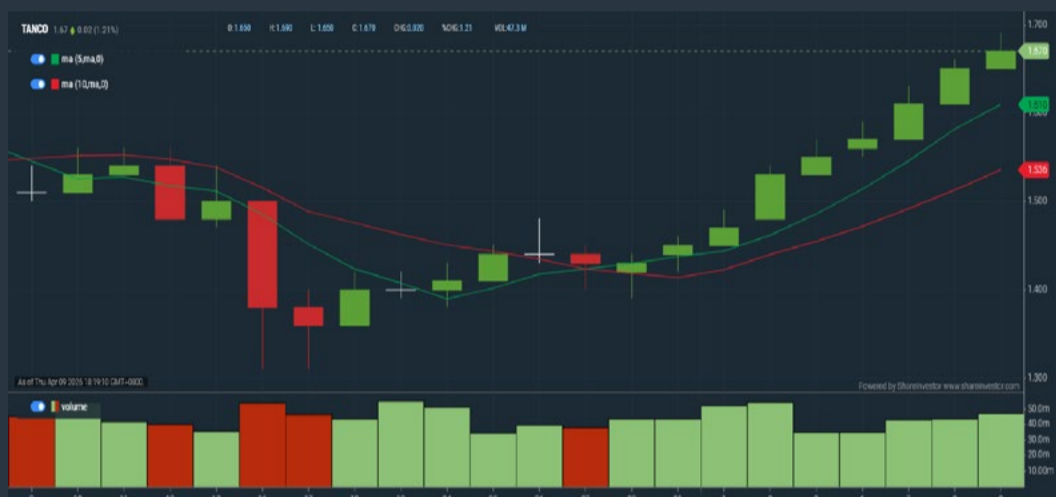 TANCO 1.67 0.02 (1.21%)
O:1.650 H:1.690 L:1.650 C:1.670 CHG:0.020 %CHG:1.21 VOL:47.3 M
ma (5,ma,0)
ma (10,ma,0)
1.700
1.670
1.610
1.536
1.500
1.400
1.300
As of Thu Apr 09 2026 18:19:10 GMT+0800.
Powered by ShareInvestor www.shareinvestor.com
volume
50.0m
40.0m
30.0m
20.0m
10.00m